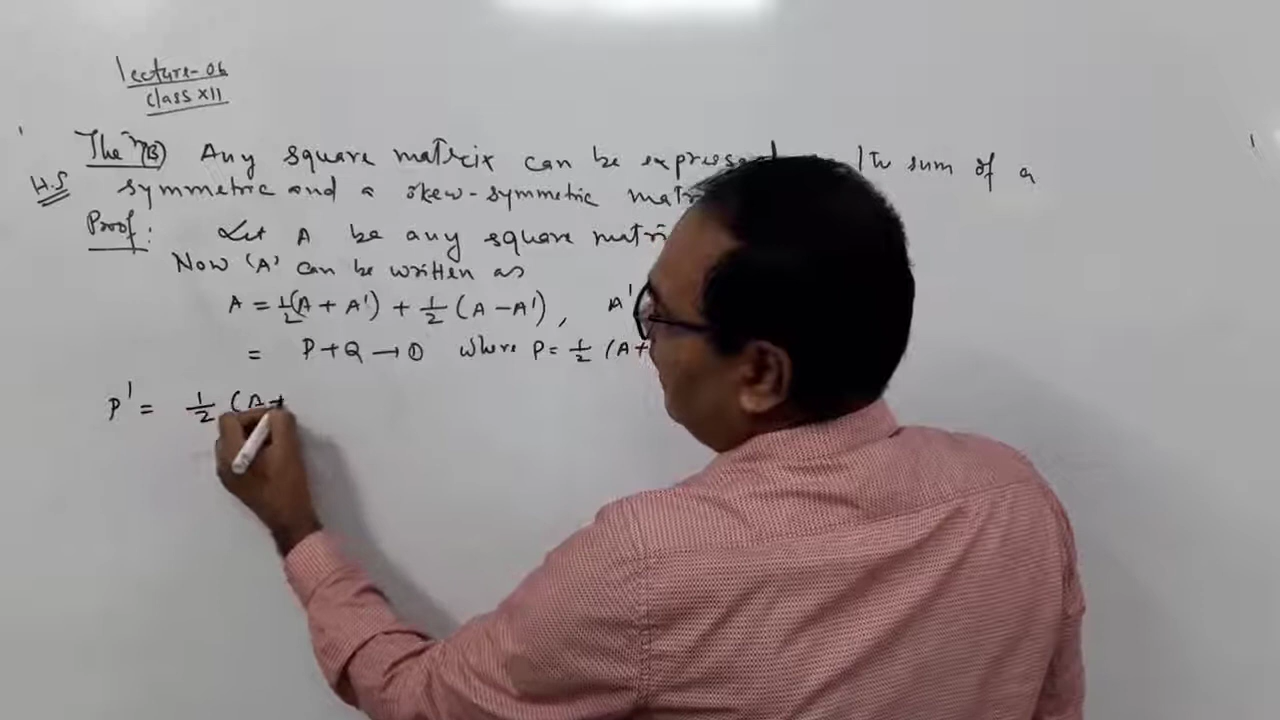 Lecture-06
Class XII
The m(B) Any square matrix can be expressed the sum of a
H.S symmetric and a skew-symmetric
Proof: Let A be any square
Now 'A' can be written as
A = 1/2(A + A') + 1/2 (A - A'), A'
= P+Q → ① where P = 1/2 (A+
P' = 1/2 (A+